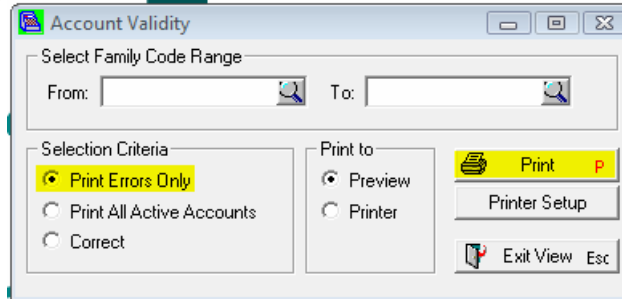 Account Validity
Select Family Code Range
From: To:
Selection Criteria
Print Errors Only
Print All Active Accounts
Correct
Print to
Preview
Printer
Print P
Printer Setup
Exit View Esc